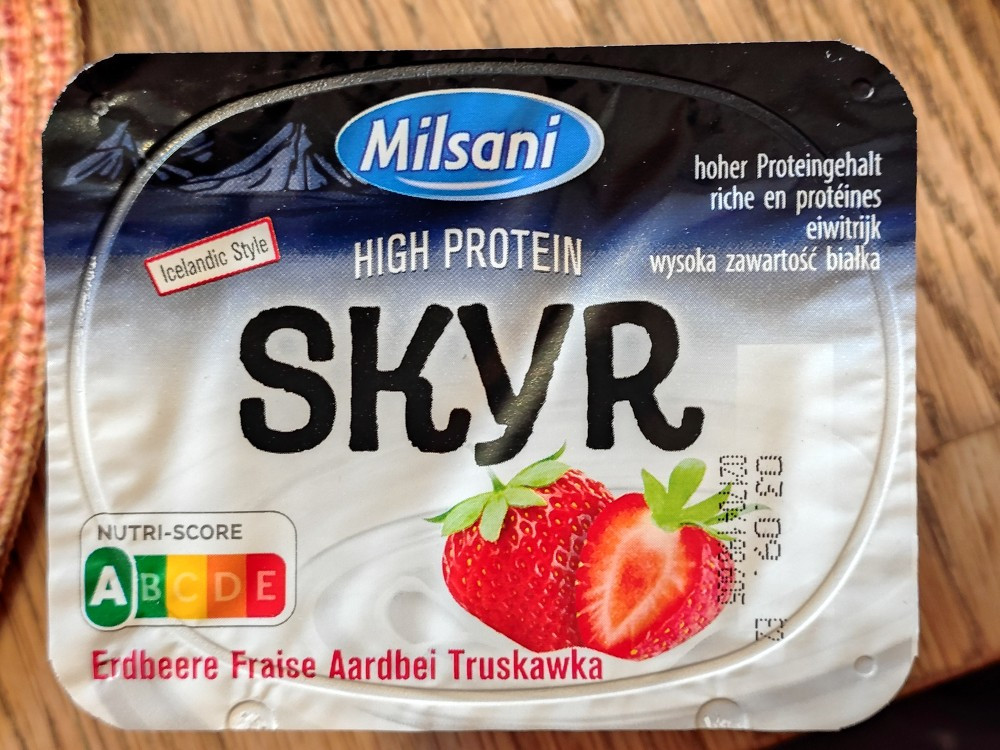 Milsani
hoher Proteingehalt
riche en protéines
eiwitrijk
wysoka zawartość białka
Icelandic Style
HIGH PROTEIN
SKYR
NUTRI-SCORE
A B C D E
Erdbeere Fraise Aardbei Truskawka
03.09.